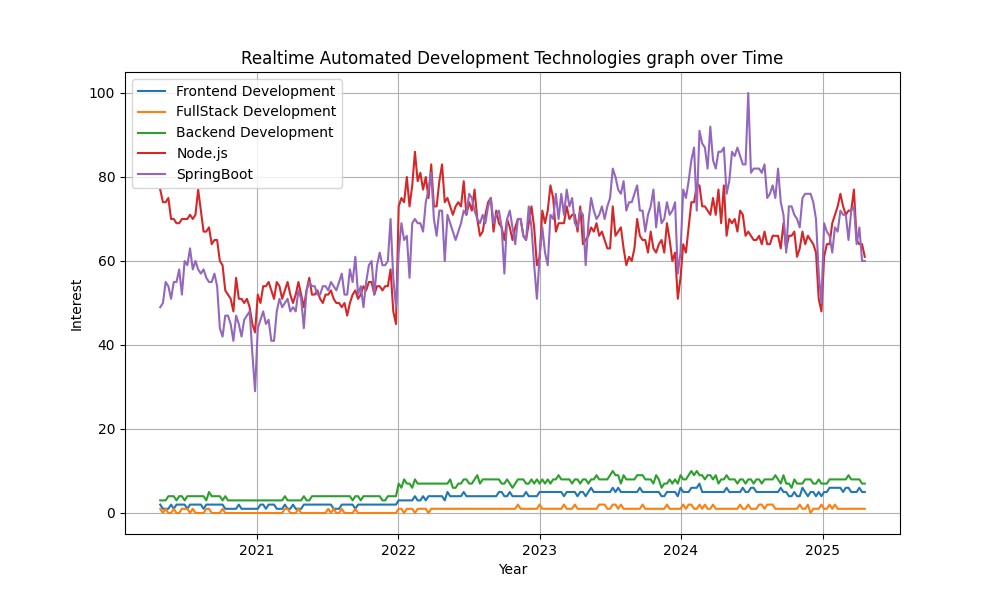 Realtime Automated Development Technologies graph over Time
Frontend Development
FullStack Development
Backend Development
Node.js
SpringBoot
100
80
60
40
20
0
Interest
2021
2022
2023
2024
2025
Year